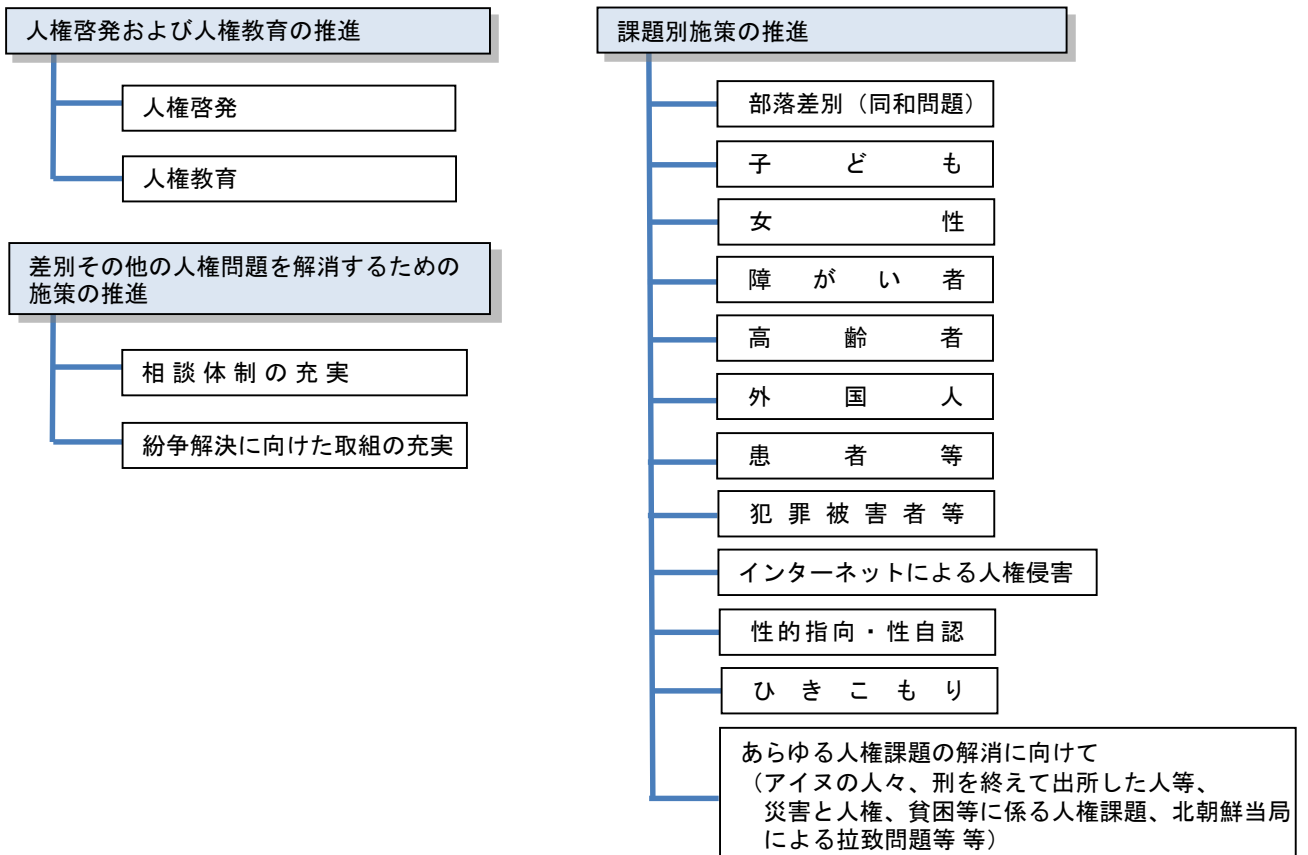 人権啓発および人権教育の推進
人権啓発
人権教育
差別その他の人権問題を解消するための
施策の推進
相談体制の充実
紛争解決に向けた取組の充実
課題別施策の推進
部落差別（同和問題）
子ども
女性
障がい者
高齢者
外国人
患者等
犯罪被害者等
インターネットによる人権侵害
性的指向・性自認
ひきこもり
あらゆる人権課題の解消に向けて
（アイヌの人々、刑を終えて出所した人等、
災害と人権、貧困等に係る人権課題、北朝鮮当局
による拉致問題等 等）